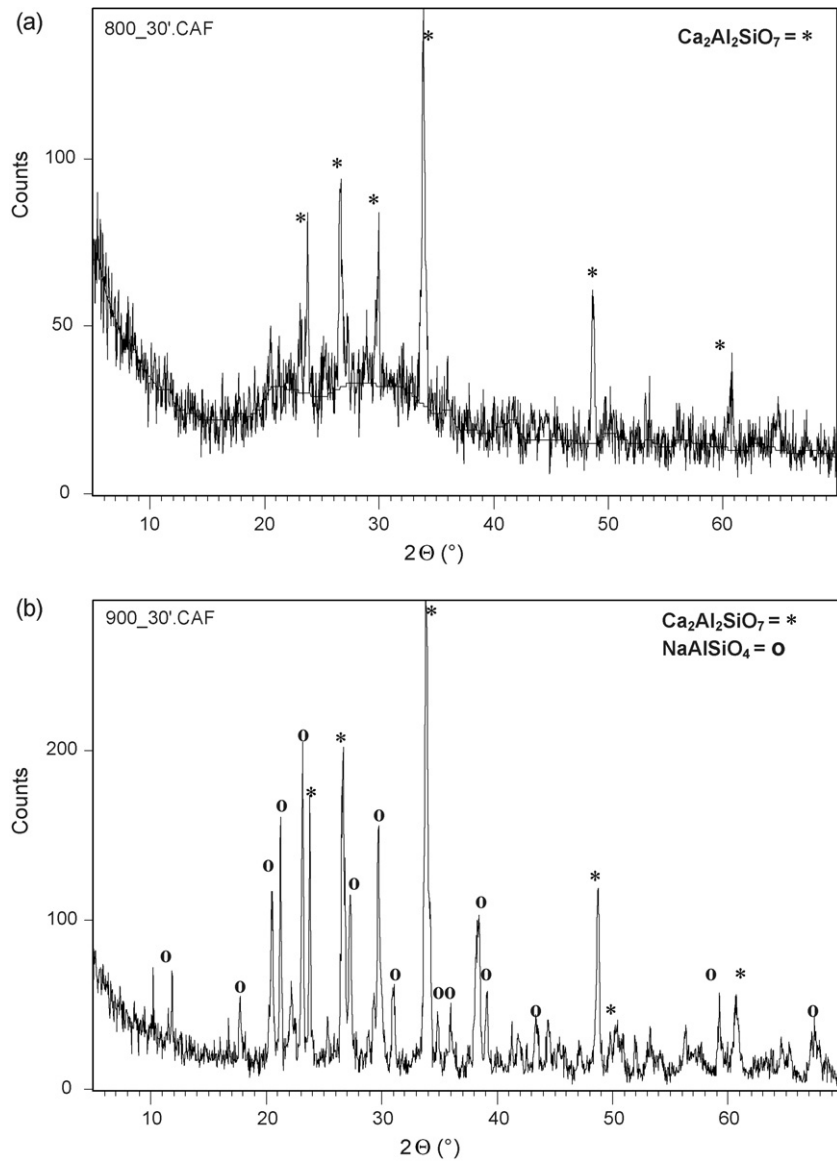 (a)
800_30'.CAF
Ca₂Al₂SiO₇ = *
Counts
100
50
0
10 20 30 40 50 60
2Θ (°)
(b)
900_30'.CAF
Ca₂Al₂SiO₇ = *
NaAlSiO₄ = o
Counts
200
100
0
10 20 30 40 50 60
2Θ (°)